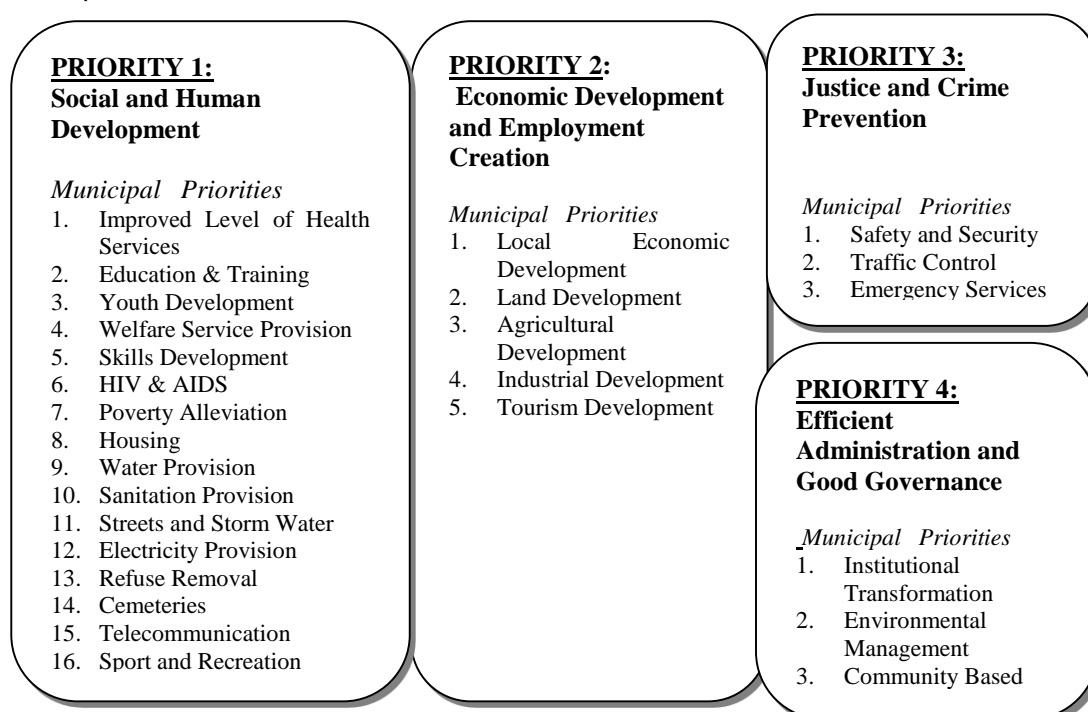 PRIORITY 1:
Social and Human
Development
Municipal Priorities
1. Improved Level of Health
Services
2. Education & Training
3. Youth Development
4. Welfare Service Provision
5. Skills Development
6. HIV & AIDS
7. Poverty Alleviation
8. Housing
9. Water Provision
10. Sanitation Provision
11. Streets and Storm Water
12. Electricity Provision
13. Refuse Removal
14. Cemeteries
15. Telecommunication
16. Sport and Recreation
PRIORITY 2:
Economic Development
and Employment
Creation
Municipal Priorities
1. Local Economic
Development
2. Land Development
3. Agricultural
Development
4. Industrial Development
5. Tourism Development
PRIORITY 3:
Justice and Crime
Prevention
Municipal Priorities
1. Safety and Security
2. Traffic Control
3. Emergency Services
PRIORITY 4:
Efficient
Administration and
Good Governance
Municipal Priorities
1. Institutional
Transformation
2. Environmental
Management
3. Community Based